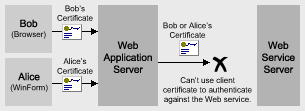 Bob
(Browser)
Bob's
Certificate
Alice
(WinForm)
Alice's
Certificate
Web
Application
Server
Bob or Alice's
Certificate
Can't use client
certificate to authenticate
against the Web service.
Web
Service
Server